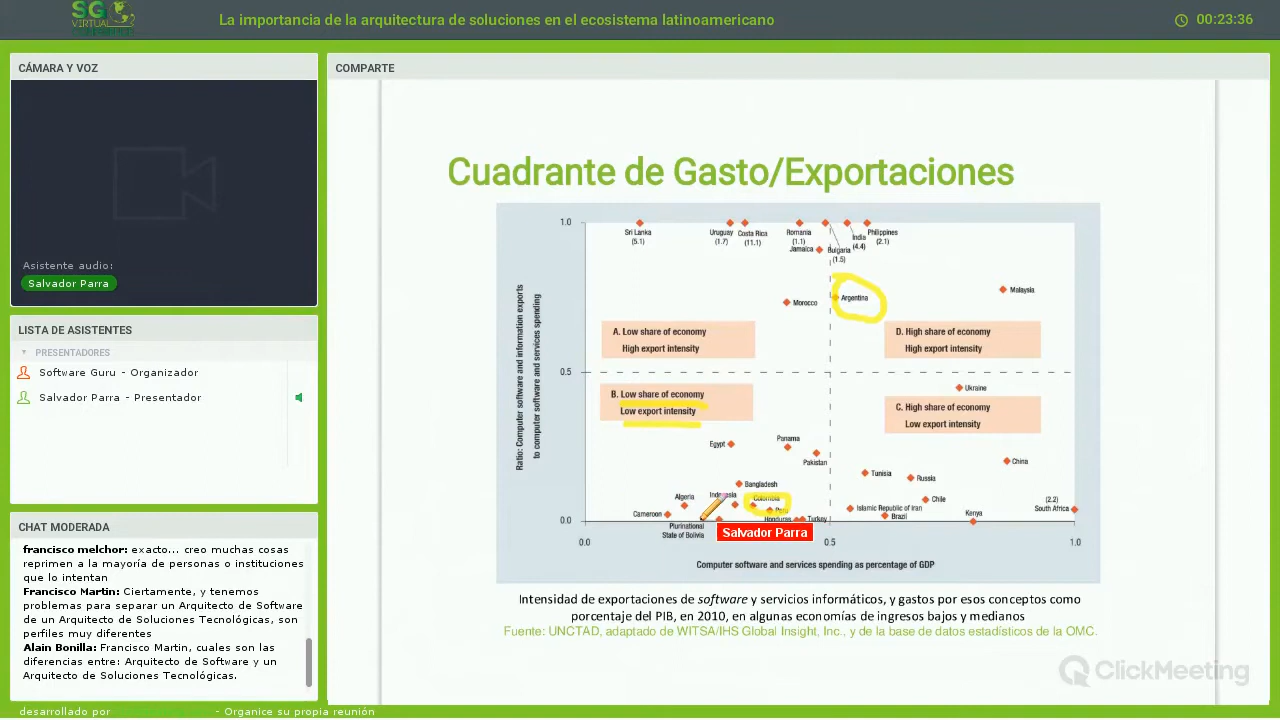 SG
VIRTUAL
CONFERENCE
La importancia de la arquitectura de soluciones en el ecosistema latinoamericano
00:23:36
CÁMARA Y VOZ
Asistente audio:
Salvador Parra
LISTA DE ASISTENTES
PRESENTADORES
Software Guru - Organizador
Salvador Parra - Presentador
CHAT MODERADA
francisco melchor: exacto... creo muchas cosas
reprimen a la mayoría de personas o instituciones
que lo intentan
Francisco Martin: Ciertamente, y tenemos
problemas para separar un Arquitecto de Software
de un Arquitecto de Soluciones Tecnológicas, son
perfiles muy diferentes
Alain Bonilla: Francisco Martin, cuales son las
diferencias entre: Arquitecto de Software y un
Arquitecto de Soluciones Tecnológicas.
COMPARTE
Cuadrante de Gasto/Exportaciones
Ratio: Computer software and information exports
to computer software and services spending
1.0
Sri Lanka
(5.1)
Uruguay
(1.7)
Costa Rica
(11.1)
Romania
(1.1)
Jamaica
Bulgaria
(1.5)
India
(4.4)
Philippines
(2.1)
Morocco
Argentina
Malaysia
A. Low share of economy
High export intensity
D. High share of economy
High export intensity
0.5
B. Low share of economy
Low export intensity
Ukraine
C. High share of economy
Low export intensity
Egypt
Panama
Pakistan
China
Tunisia
Russia
Bangladesh
Algeria
Colombia
Chile
(2.2)
South Africa
Cameroon
Islamic Republic of Iran
Brazil
Kenya
Honduras
Turkey
0.0
Plurinational
State of Bolivia
Salvador Parra
0.0
0.5
1.0
Computer software and services spending as percentage of GDP
Intensidad de exportaciones de software y servicios informáticos, y gastos por esos conceptos como
porcentaje del PIB, en 2010, en algunas economías de ingresos bajos y medianos
Fuente: UNCTAD, adaptado de WITSA/IHS Global Insight, Inc., y de la base de datos estadísticos de la OMC.
ClickMeeting
desarrollado por
- Organice su propia reunión